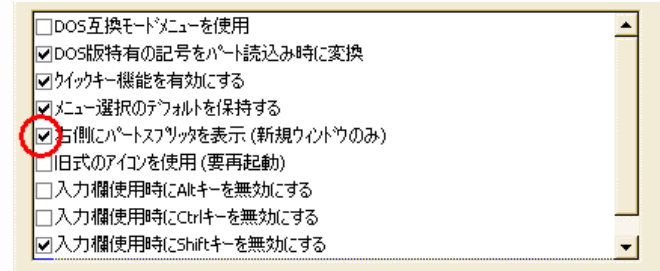 DOS互換ﾓｰﾄﾞﾒﾆｭｰを使用
DOS版特有の記号をﾊﾟｰﾄ読込み時に変換
ｸｲｯｸｷｰ機能を有効にする
ﾒﾆｭｰ選択のﾃﾞﾌｫﾙﾄを保持する
右側にﾊﾟｰﾄｽﾌﾟﾘｯﾀを表示 (新規ｳｨﾝﾄﾞｳのみ)
旧式のｱｲｺﾝを使用 (要再起動)
入力欄使用時にAltｷｰを無効にする
入力欄使用時にCtrlｷｰを無効にする
入力欄使用時にShiftｷｰを無効にする